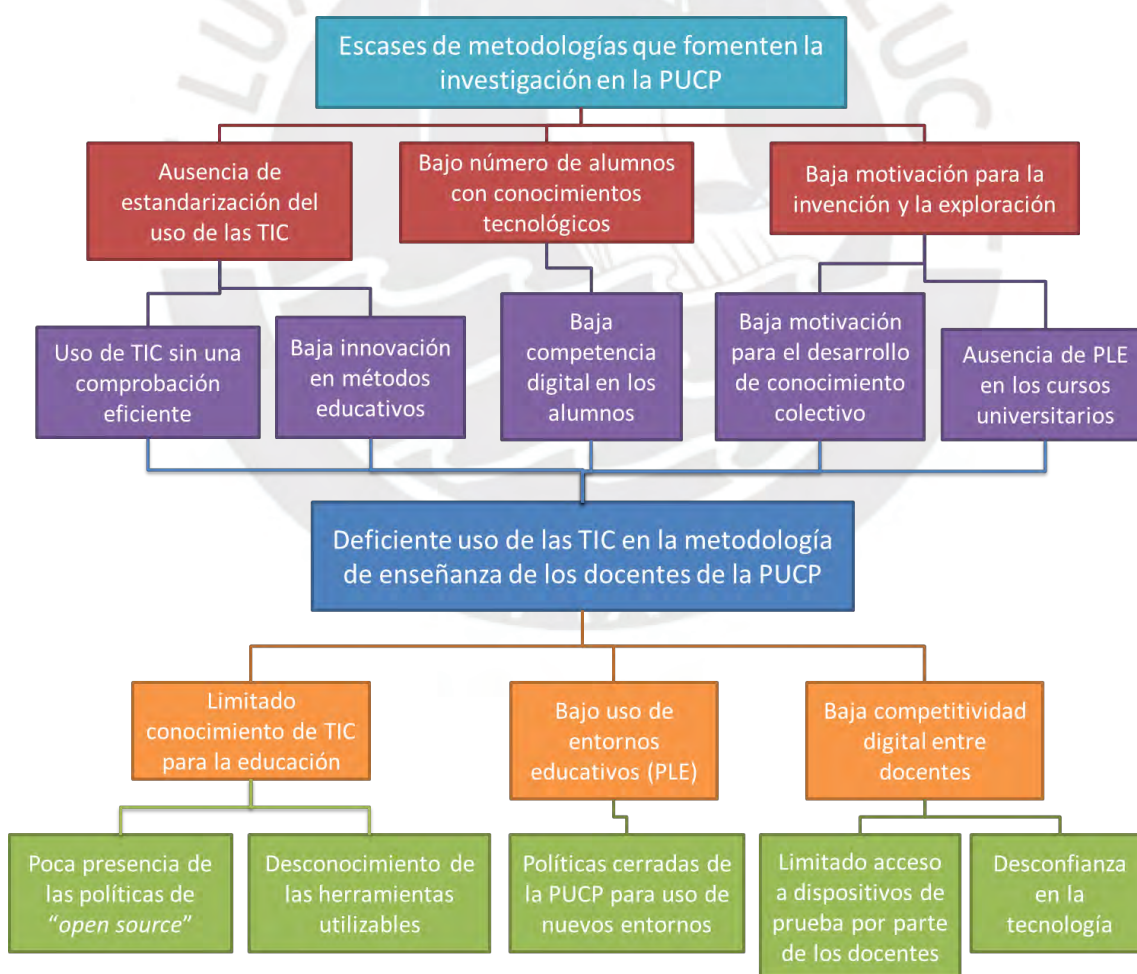 Escases de metodologías que fomenten la
investigación en la PUCP
Ausencia de
estandarización del
uso de las TIC
Bajo número de alumnos
con conocimientos
tecnológicos
Baja motivación para la
invención y la exploración
Uso de TIC sin una
comprobación
eficiente
Baja innovación
en métodos
educativos
Baja
competencia
digital en los
alumnos
Baja motivación
para el desarrollo
de conocimiento
colectivo
Ausencia de PLE
en los cursos
universitarios
Deficiente uso de las TIC en la metodología
de enseñanza de los docentes de la PUCP
Limitado
conocimiento de TIC
para la educación
Bajo uso de
entornos
educativos (PLE)
Baja competitividad
digital entre
docentes
Poca presencia de
las políticas de
“open source”
Desconocimiento de
las herramientas
utilizables
Políticas cerradas de
la PUCP para uso de
nuevos entornos
Limitado acceso
a dispositivos de
prueba por parte
de los docentes
Desconfianza
en la
tecnología